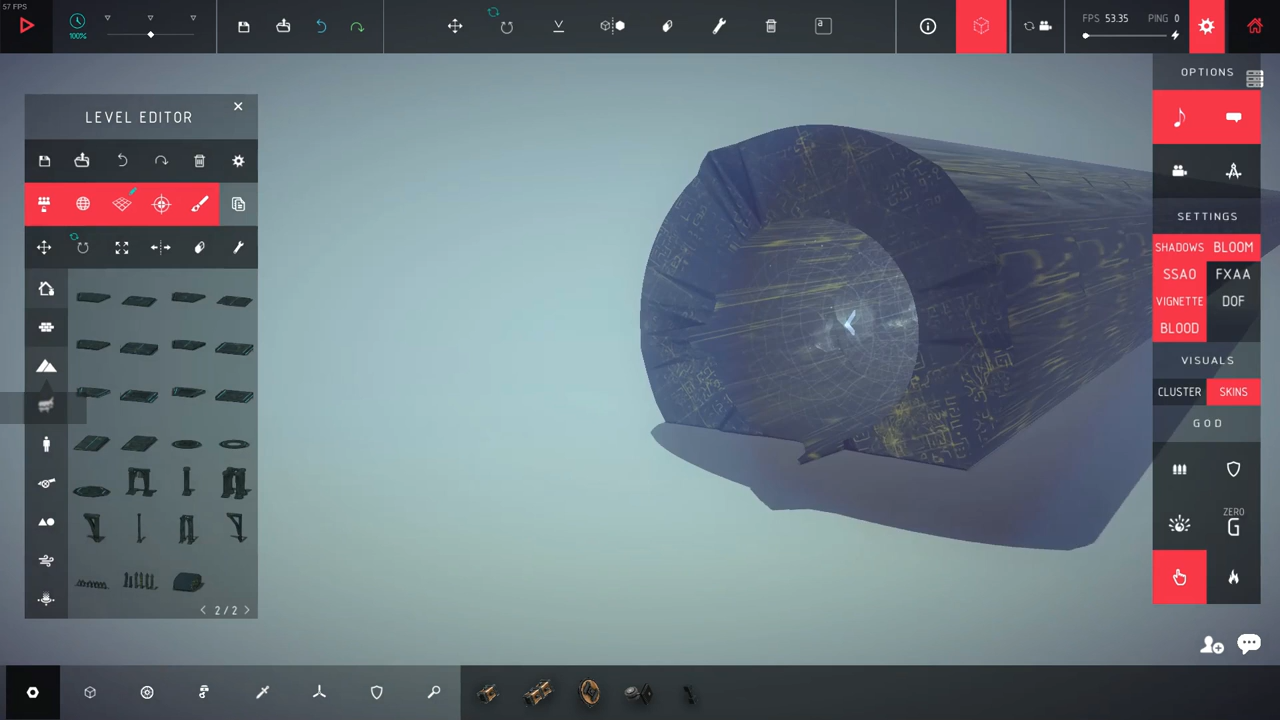 57 FPS
100%
a
FPS 53.35 PING 0
OPTIONS
LEVEL EDITOR
SETTINGS
SHADOWS BLOOM
SSAO FXAA
VIGNETTE DOF
BLOOD
VISUALS
CLUSTER SKINS
GOD
ZERO
G
2/2